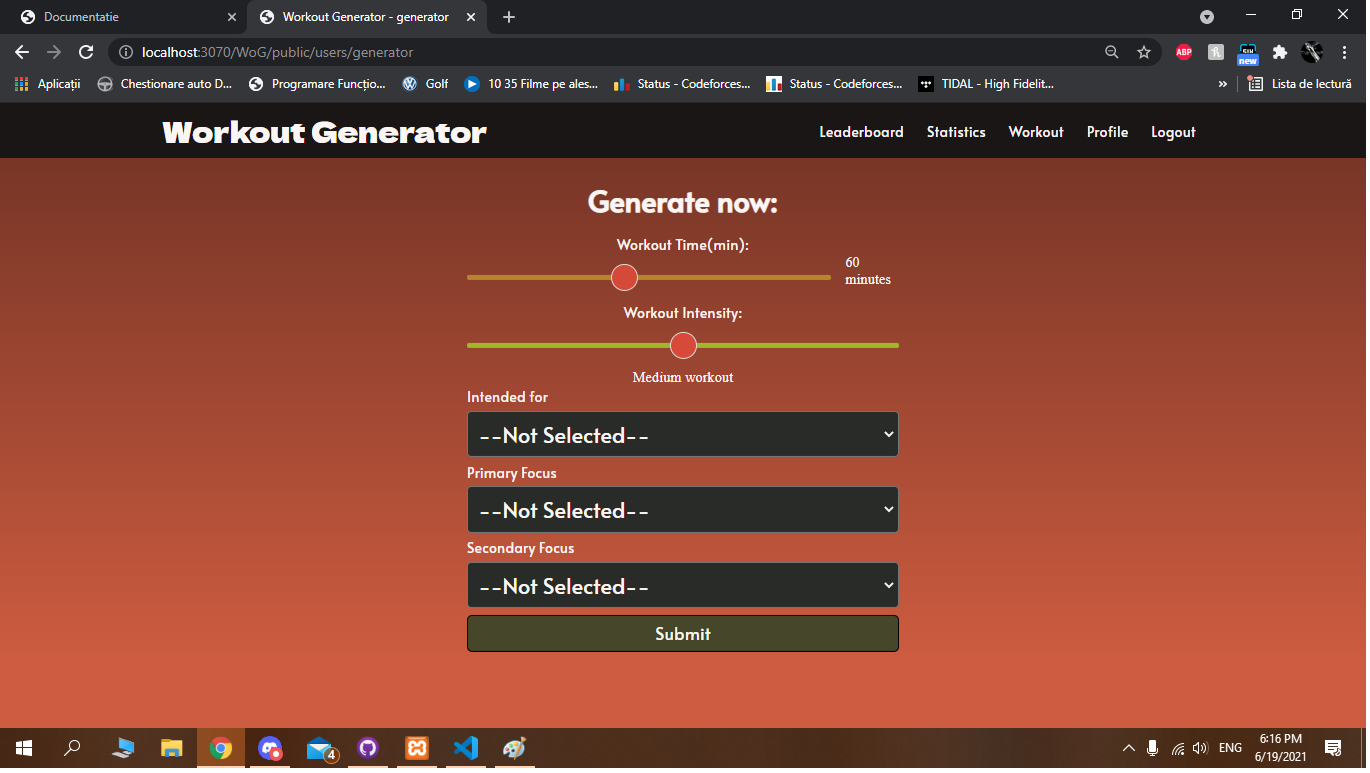 Documentatie
Workout Generator - generator
localhost:3070/WoG/public/users/generator
ABP
new
Aplicații
Chestionare auto D...
Programare Funcțio...
Golf
10 35 Filme pe ales...
Status - Codeforces...
Status - Codeforces...
TIDAL - High Fidelit...
»
Lista de lectură
Workout Generator
Leaderboard
Statistics
Workout
Profile
Logout
Generate now:
Workout Time(min):
60
minutes
Workout Intensity:
Medium workout
Intended for
--Not Selected--
Primary Focus
--Not Selected--
Secondary Focus
--Not Selected--
Submit
4
ENG
6:16 PM
6/19/2021